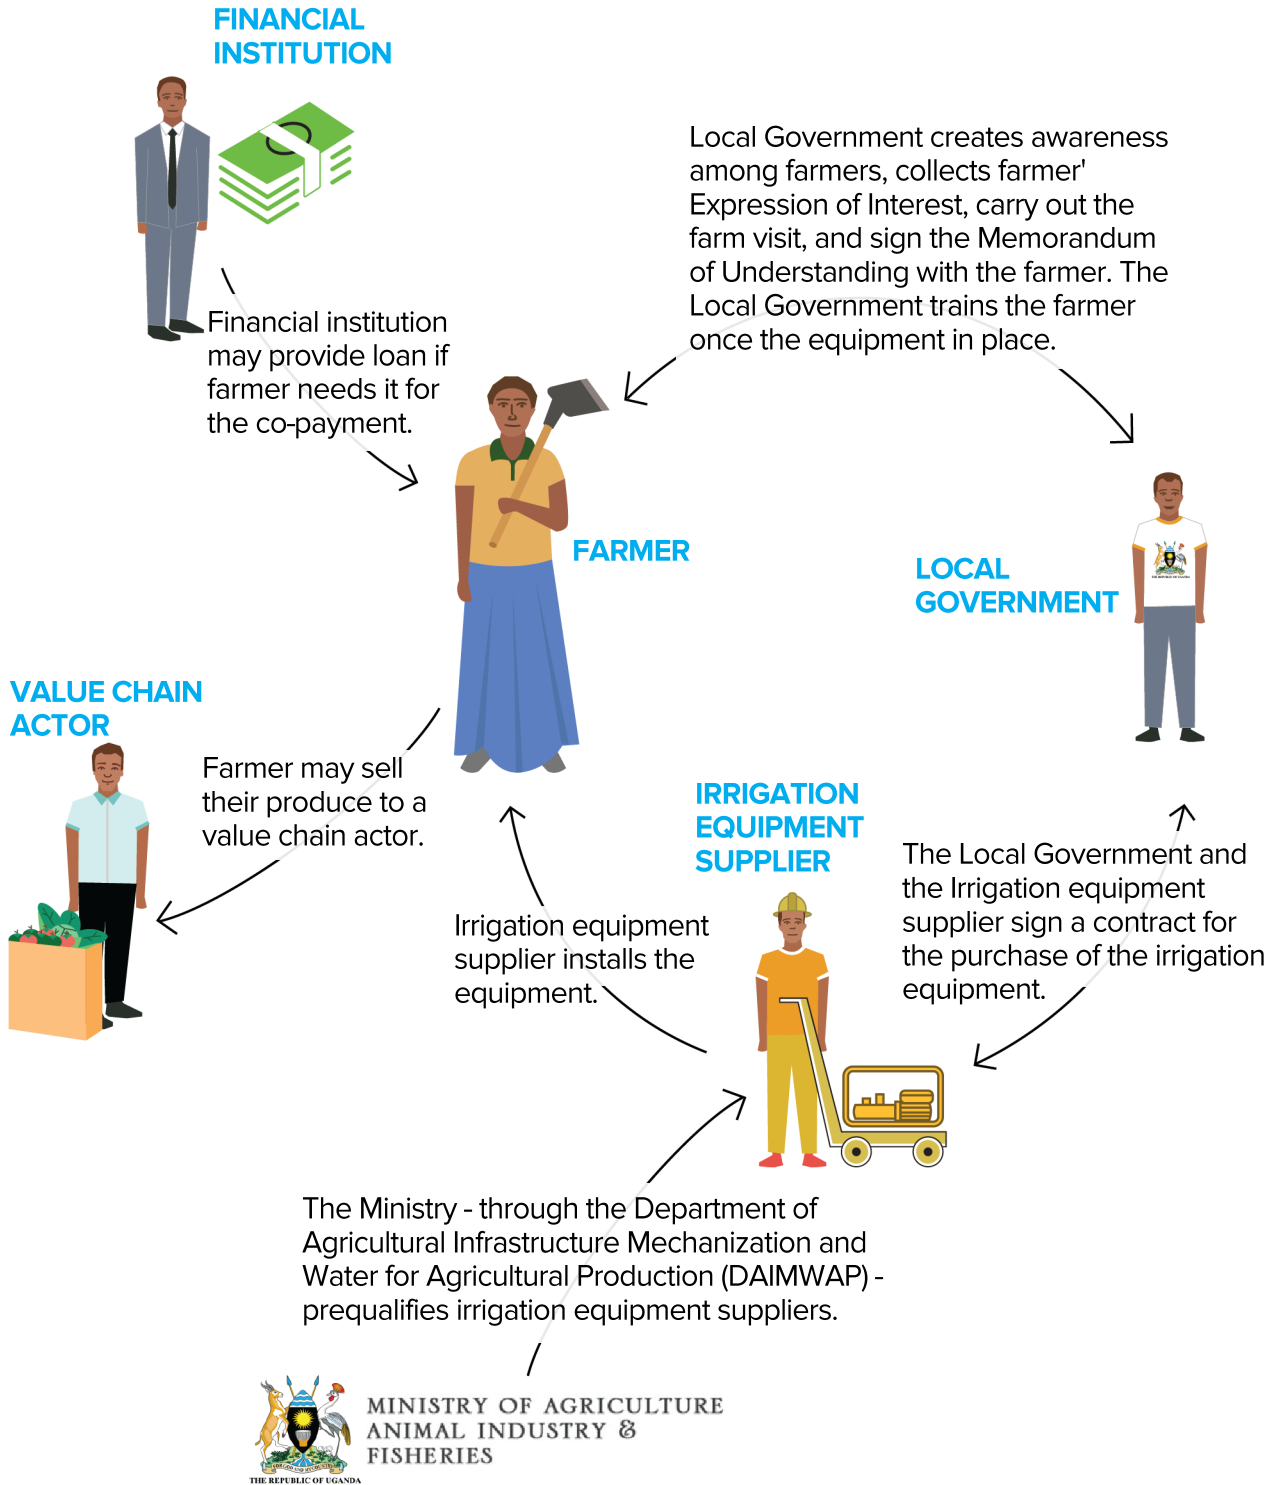 FINANCIAL
INSTITUTION
Local Government creates awareness
among farmers, collects farmer'
Expression of Interest, carry out the
farm visit, and sign the Memorandum
of Understanding with the farmer. The
Local Government trains the farmer
once the equipment in place.
Financial institution
may provide loan if
farmer needs it for
the co-payment.
FARMER
LOCAL
GOVERNMENT
THE REPUBLIC OF UGANDA
VALUE CHAIN
ACTOR
Farmer may sell
their produce to a
value chain actor.
IRRIGATION
EQUIPMENT
SUPPLIER
The Local Government and
the Irrigation equipment
supplier sign a contract for
the purchase of the irrigation
equipment.
Irrigation equipment
supplier installs the
equipment.
The Ministry - through the Department of
Agricultural Infrastructure Mechanization and
Water for Agricultural Production (DAIMWAP) -
prequalifies irrigation equipment suppliers.
MINISTRY OF AGRICULTURE
ANIMAL INDUSTRY &
FISHERIES
THE REPUBLIC OF UGANDA